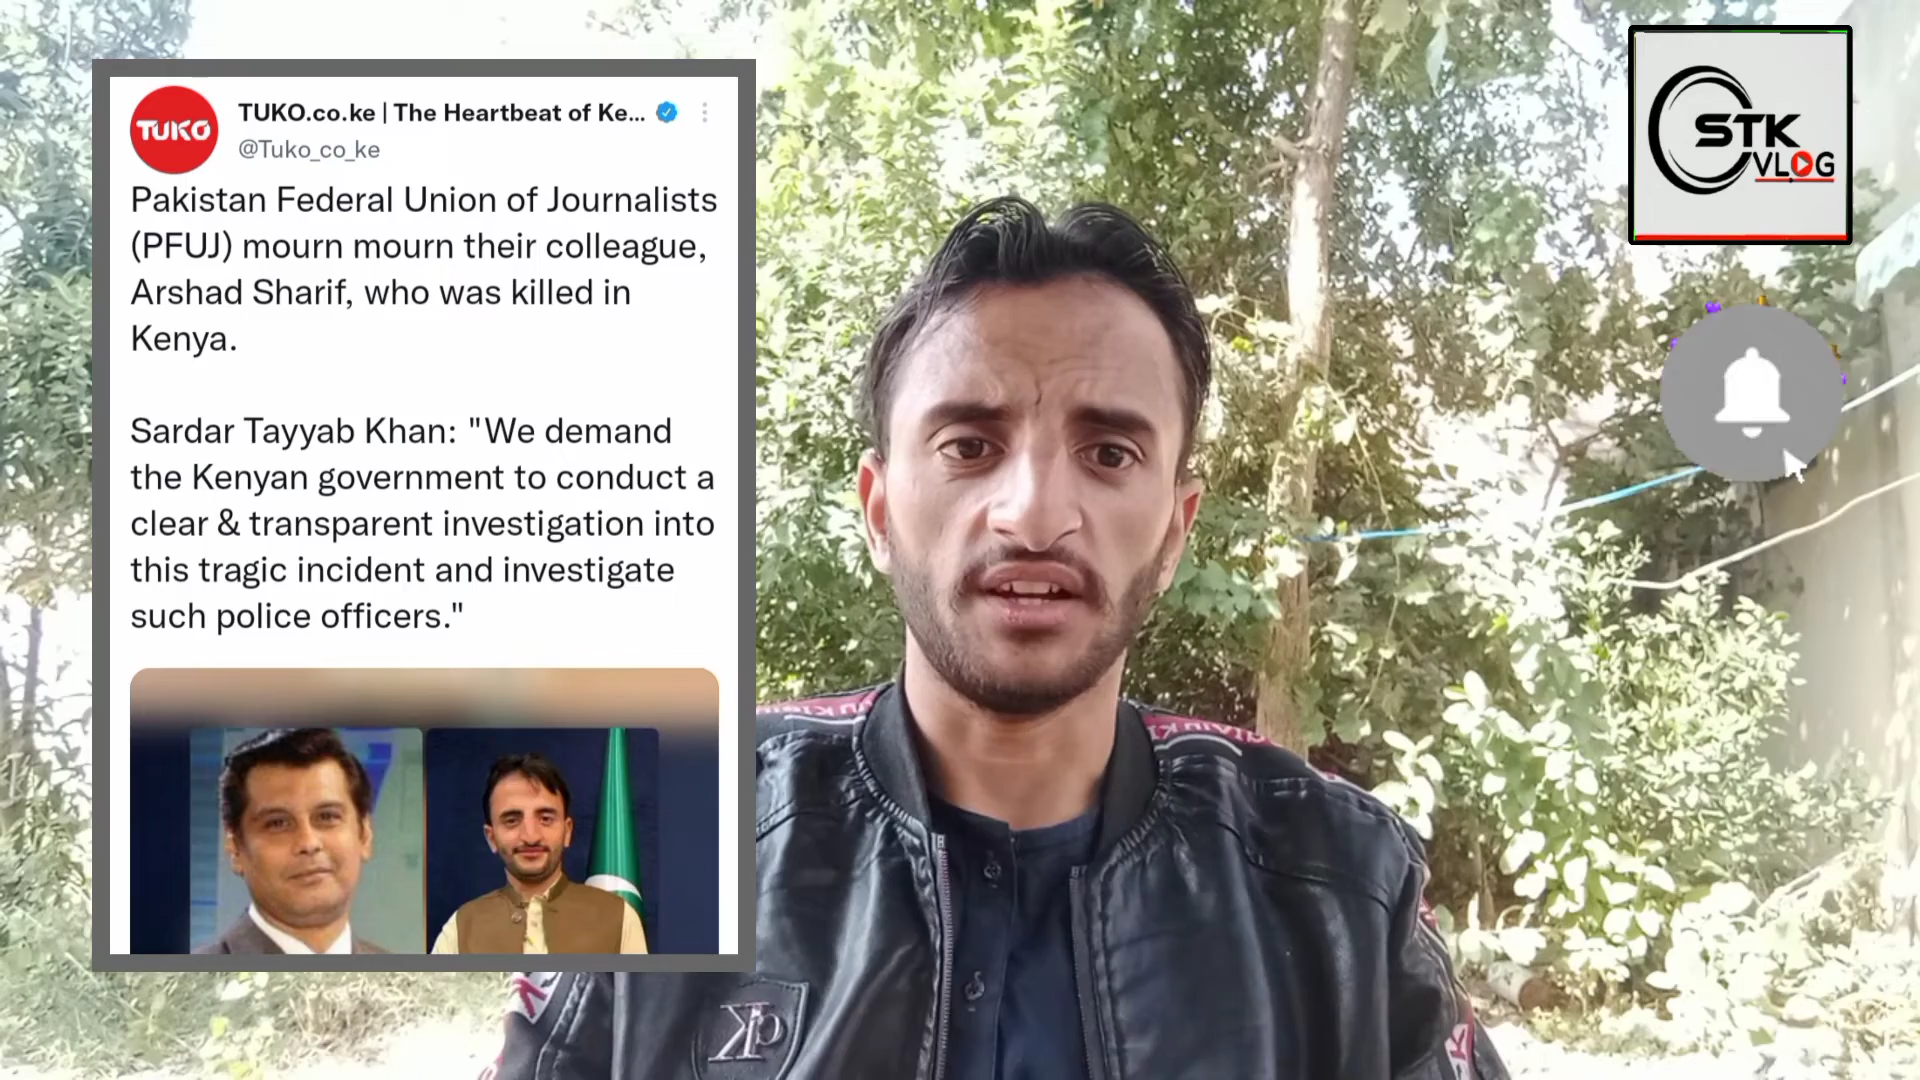 TUKO
TUKO.co.ke | The Heartbeat of Ke...
@Tuko_co_ke
Pakistan Federal Union of Journalists
(PFUJ) mourn mourn their colleague,
Arshad Sharif, who was killed in
Kenya.
Sardar Tayyab Khan: "We demand
the Kenyan government to conduct a
clear & transparent investigation into
this tragic incident and investigate
such police officers."
STK
VLOG